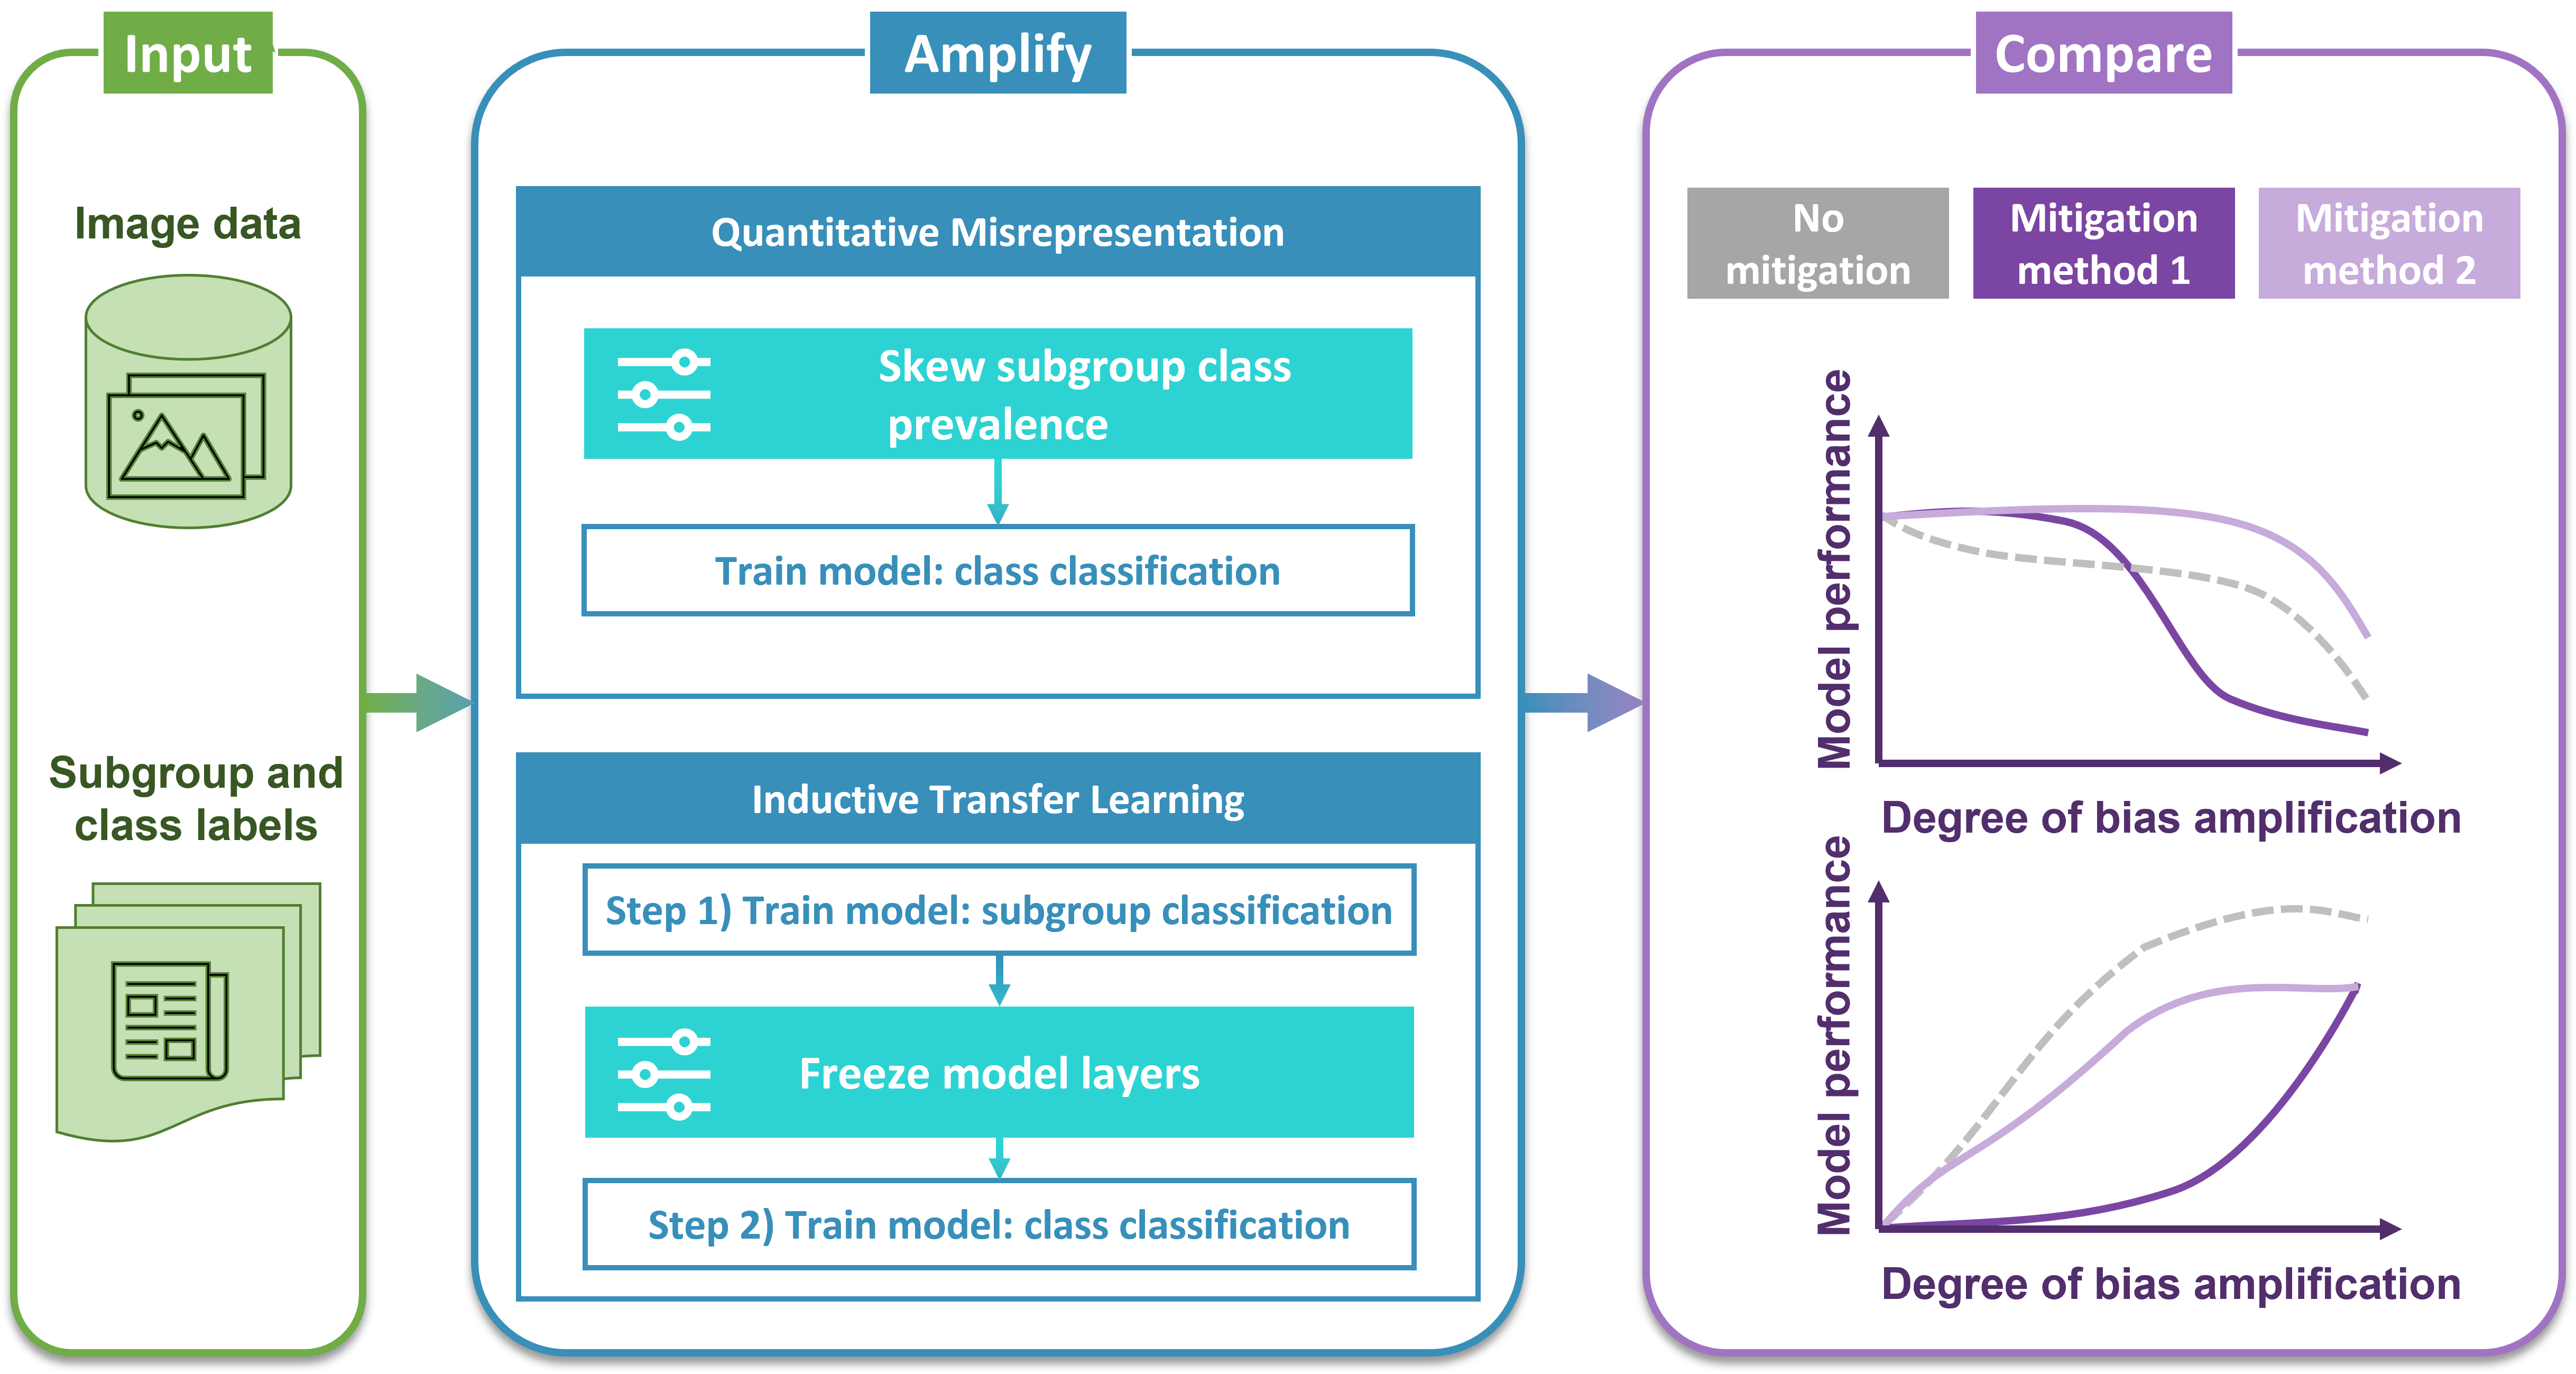 Input
Image data
Subgroup and
class labels
Amplify
Quantitative Misrepresentation
Skew subgroup class
prevalence
Train model: class classification
Inductive Transfer Learning
Step 1) Train model: subgroup classification
Freeze model layers
Step 2) Train model: class classification
Compare
No
mitigation
Mitigation
method 1
Mitigation
method 2
Model performance
Degree of bias amplification
Model performance
Degree of bias amplification